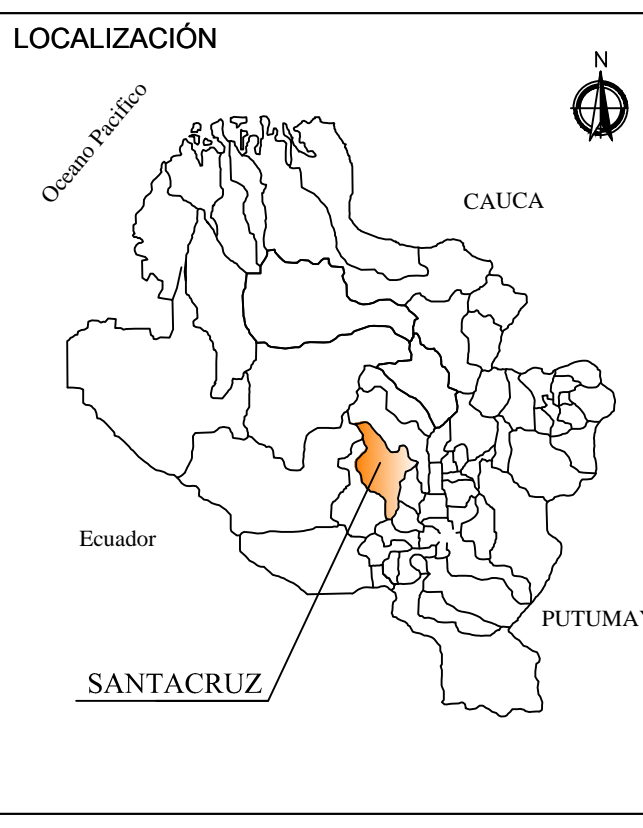 LOCALIZACIÓN
N
Oceano Pacifico
CAUCA
Ecuador
PUTUMAY
SANTACRUZ